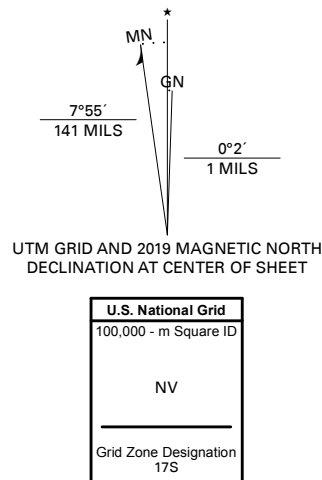 ★
MN
GN
7°55´
141 MILS
0°2´
1 MILS
UTM GRID AND 2019 MAGNETIC NORTH
DECLINATION AT CENTER OF SHEET
U.S. National Grid
100,000 - m Square ID
NV
Grid Zone Designation
17S